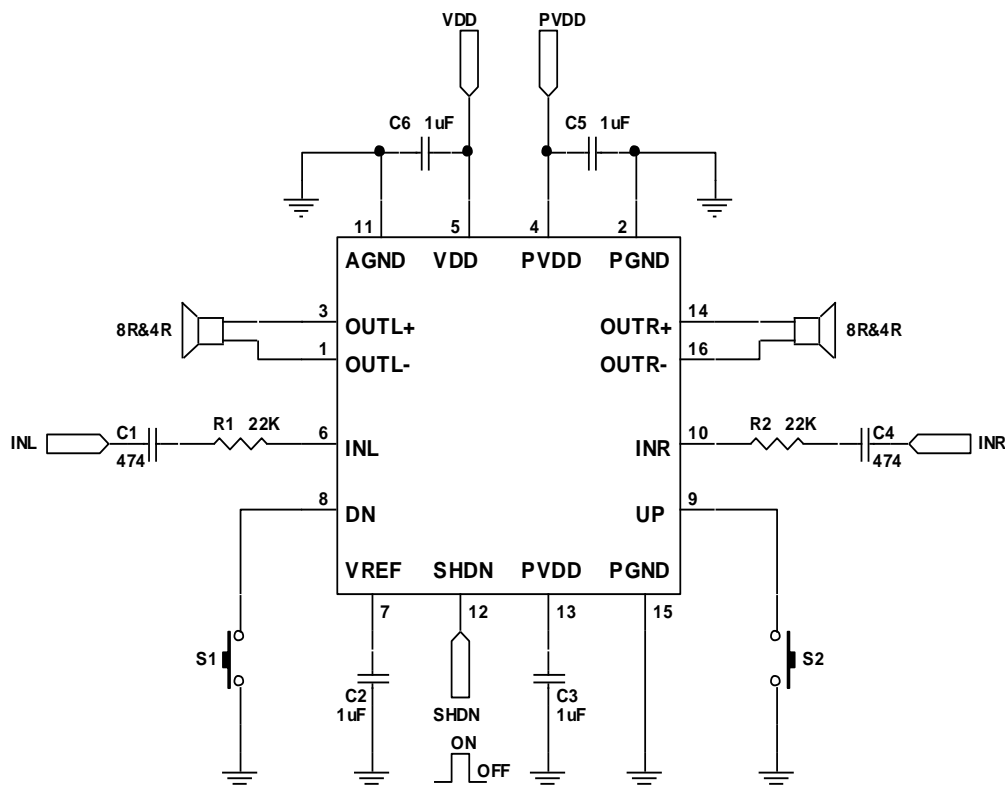 VDD PVDD
C6 1uF C5 1uF
11 5 4 2
AGND VDD PVDD PGND
3 14
8R&4R OUTL+ OUTR+ 8R&4R
1 16
OUTL- OUTR-
R1 22K 6 10 R2 22K
INL C1 INL INR C4 INR
474 474
8 9
DN UP
VREF SHDN PVDD PGND
7 12 13 15
S1 S2
C2 C3
1uF SHDN 1uF
ON
OFF